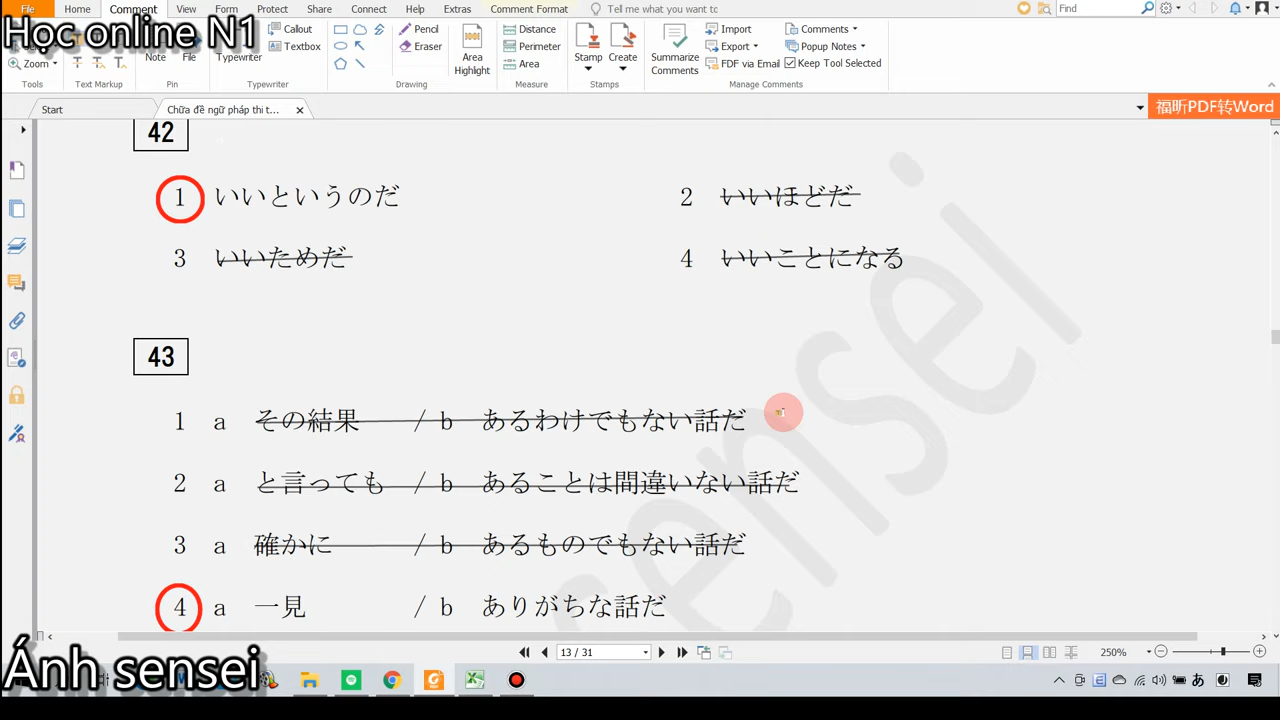 File Home Comment View Form Protect Share Connect Help Extras Comment Format Tell me what you want tc Find
Học online N1
Callout
Textbox
Pencil
Eraser
Distance
Perimeter
Area
Import
Export
FDF via Email
Comments
Popup Notes
Keep Tool Selected
Zoom
Note
File
Typewriter
Area Highlight
Stamp
Create
Summarize Comments
Tools Text Markup Typewriter Drawing Measure Stamps Manage Comments
Start
Chữa đề ngữ pháp thi t...
福昕PDF转Word
42
1 いいというのだ
2 いいほどだ
3 いいためだ
4 いいことになる
43
1 a その結果 / b あるわけでもない話だ
2 a と言っても / b あることは間違いない話だ
3 a 確かに / b あるものでもない話だ
4 a 一見 / b ありがちな話だ
sensei
Ánh sensei
13 / 31
250%
あ